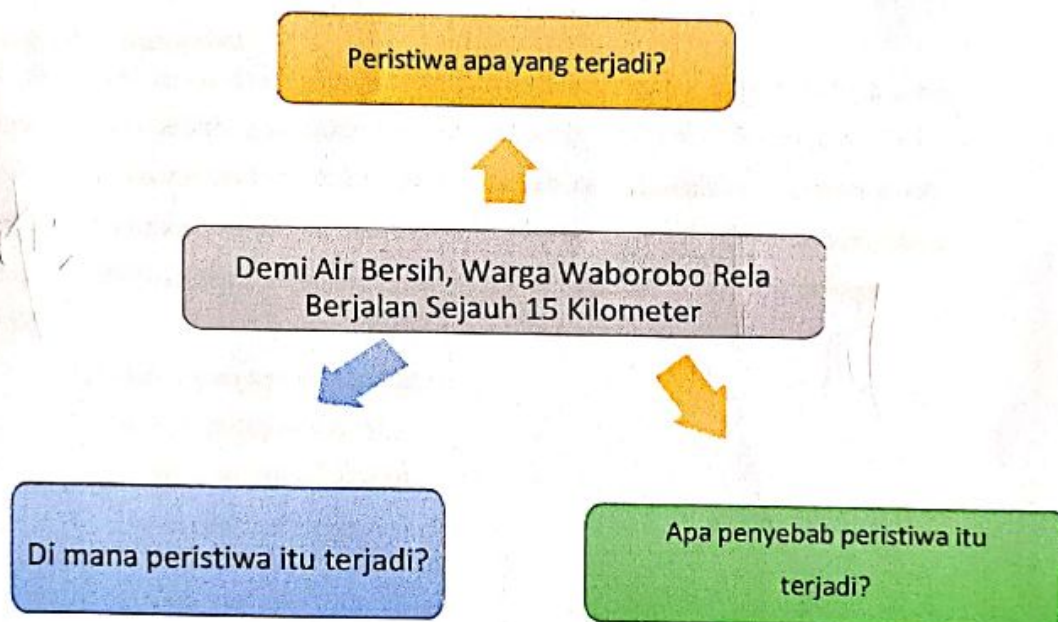 Peristiwa apa yang terjadi?
Demi Air Bersih, Warga Waborobo Rela
Berjalan Sejauh 15 Kilometer
Di mana peristiwa itu terjadi?
Apa penyebab peristiwa itu
terjadi?